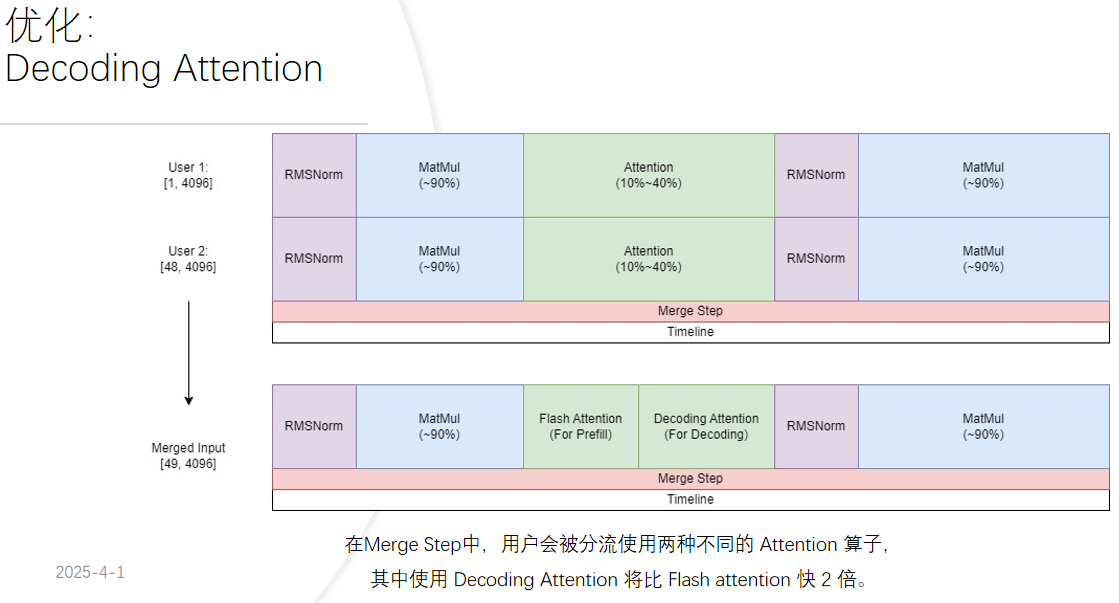 优化:
Decoding Attention
User 1:
[1, 4096]
RMSNorm
MatMul
(~90%)
Attention
(10%~40%)
RMSNorm
MatMul
(~90%)
User 2:
[48, 4096]
RMSNorm
MatMul
(~90%)
Attention
(10%~40%)
RMSNorm
MatMul
(~90%)
Merge Step
Timeline
Merged Input
[49, 4096]
RMSNorm
MatMul
(~90%)
Flash Attention
(For Prefill)
Decoding Attention
(For Decoding)
RMSNorm
MatMul
(~90%)
Merge Step
Timeline
在Merge Step中，用户会被分流使用两种不同的 Attention 算子，
其中使用 Decoding Attention 将比 Flash attention 快 2 倍。
2025-4-1